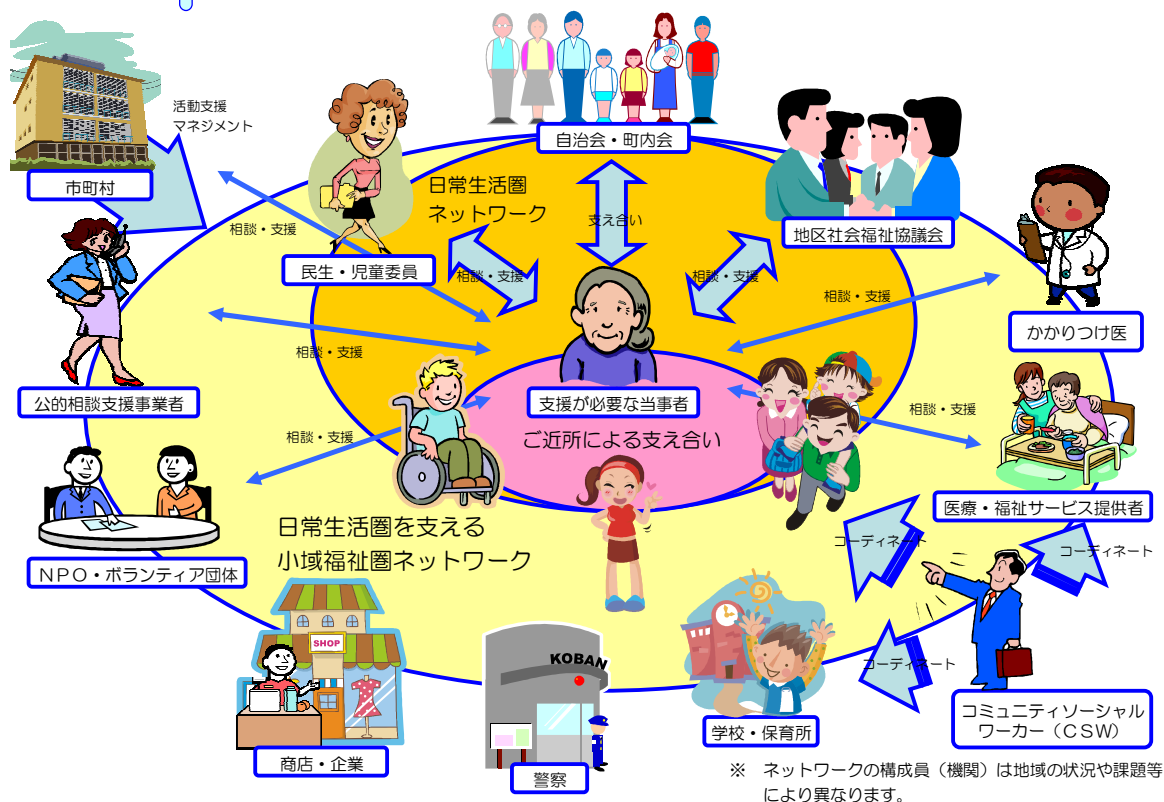 自治会・町内会
活動支援
マネジメント
市町村
日常生活圏
ネットワーク
支え合い
地区社会福祉協議会
相談・支援
民生・児童委員
相談・支援
相談・支援
相談・支援
かかりつけ医
相談・支援
公的相談支援事業者
支援が必要な当事者
相談・支援
相談・支援
ご近所による支え合い
医療・福祉サービス提供者
日常生活圏を支える
小域福祉圏ネットワーク
コーディネート
コーディネート
NPO・ボランティア団体
SHOP
KOBAN
コーディネート
コミュニティソーシャル
ワーカー(CSW)
学校・保育所
商店・企業
警察
※ ネットワークの構成員(機関)は地域の状況や課題等
により異なります。